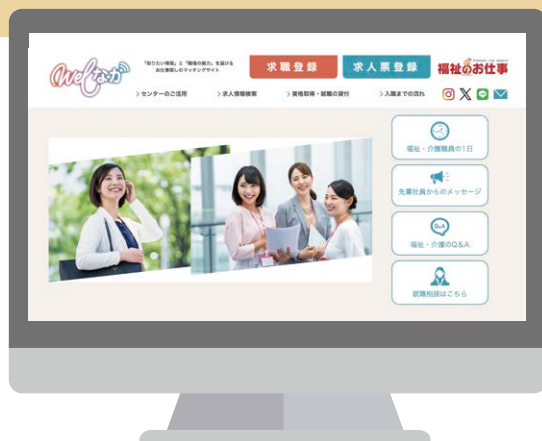 Welなか
「知りたい情報」と「職場の魅力」を届ける
お仕事探しのマッチングサイト
求職登録
求人票登録
福祉のお仕事
＞センターのご活用
＞求人情報検索
＞資格取得・就職の貸付
＞入職までの流れ
福祉・介護職員の1日
先輩社員からのメッセージ
Q&A
福祉・介護のQ&A
就職相談はこちら